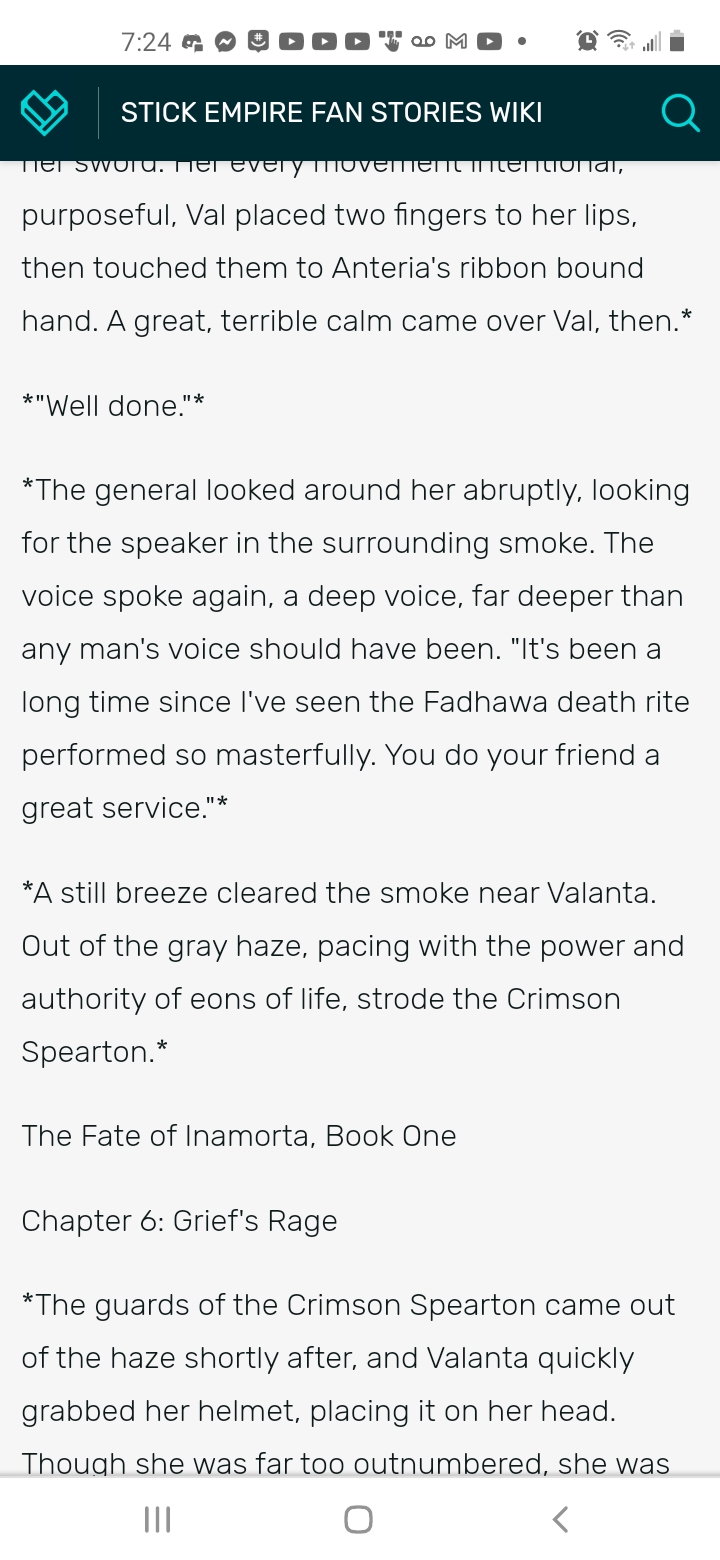 7:24
STICK EMPIRE FAN STORIES WIKI
her sword. Her every movement intentional,
purposeful, Val placed two fingers to her lips,
then touched them to Anteria's ribbon bound
hand. A great, terrible calm came over Val, then.*
*"Well done."*
*The general looked around her abruptly, looking
for the speaker in the surrounding smoke. The
voice spoke again, a deep voice, far deeper than
any man's voice should have been. "It's been a
long time since I've seen the Fadhawa death rite
performed so masterfully. You do your friend a
great service."*
*A still breeze cleared the smoke near Valanta.
Out of the gray haze, pacing with the power and
authority of eons of life, strode the Crimson
Spearton.*
The Fate of Inamorta, Book One
Chapter 6: Grief's Rage
*The guards of the Crimson Spearton came out
of the haze shortly after, and Valanta quickly
grabbed her helmet, placing it on her head.
Though she was far too outnumbered, she was